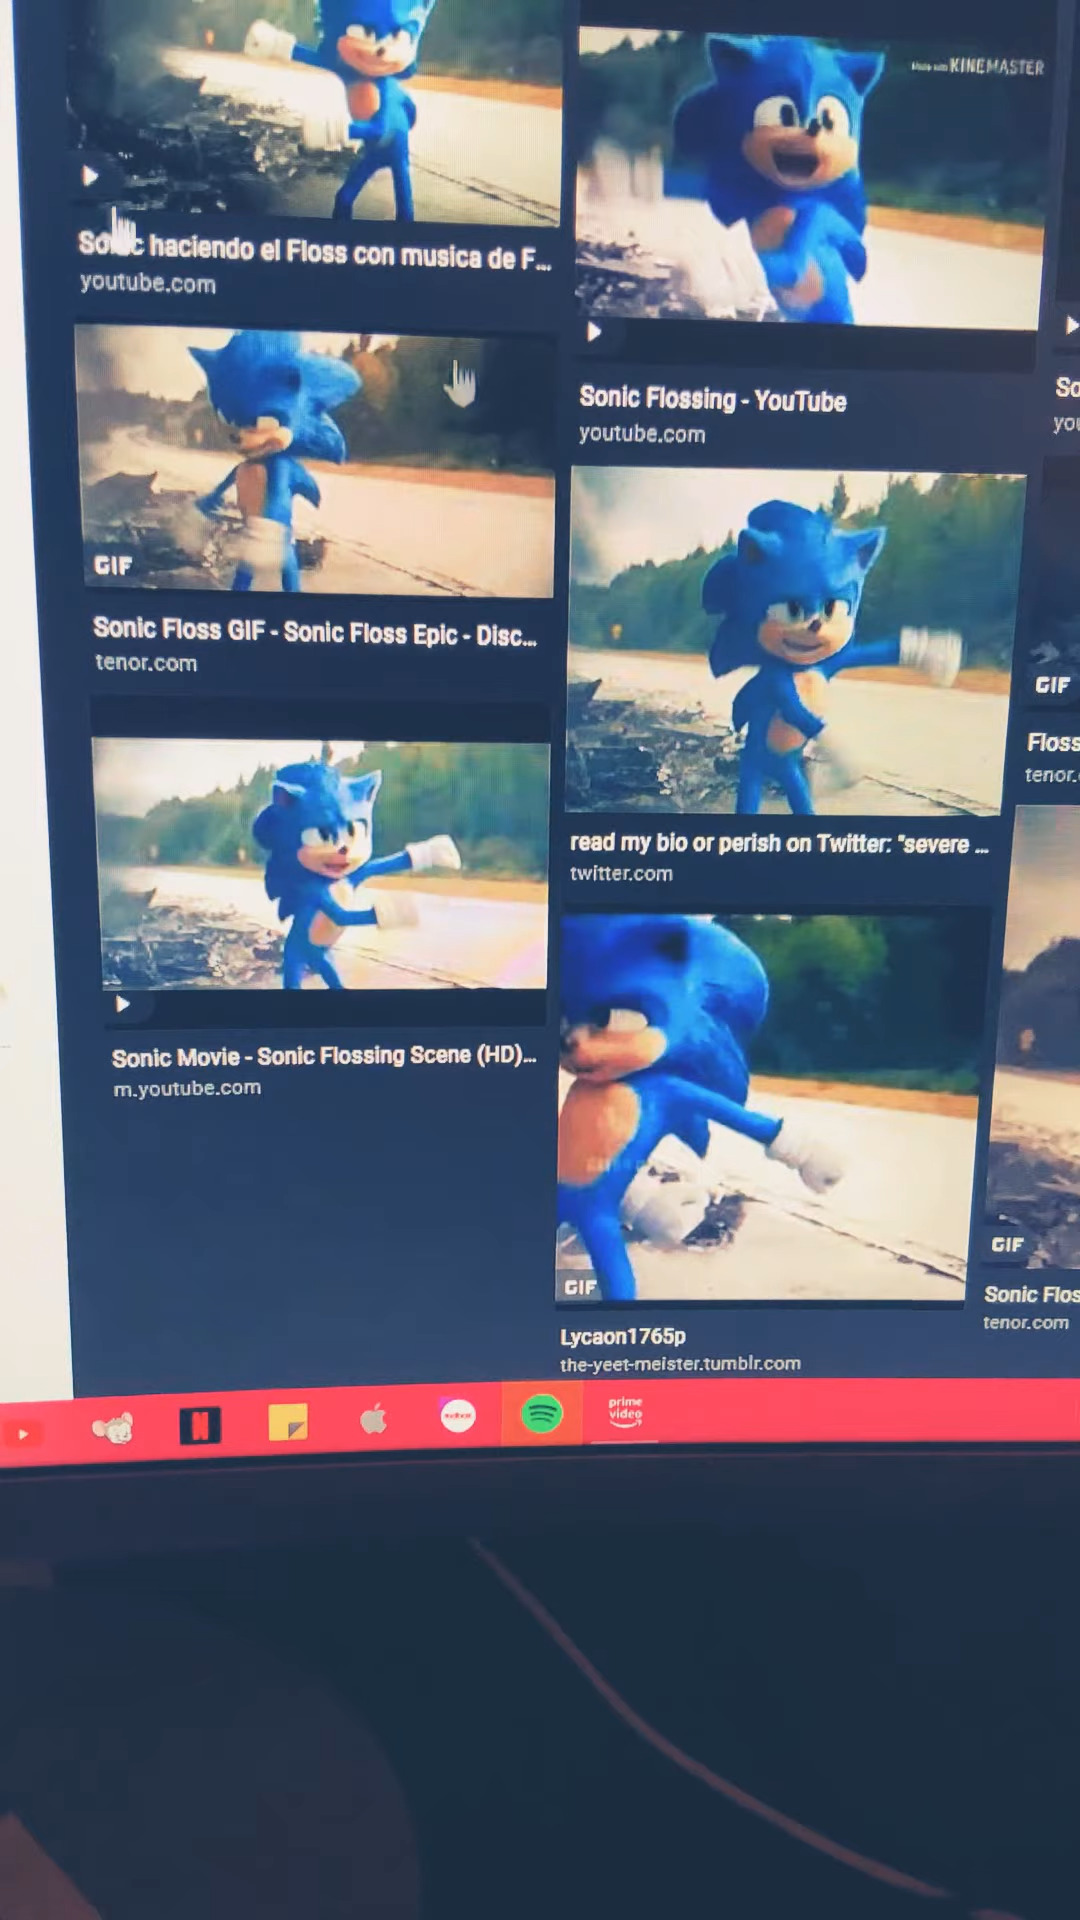 Made with KINEMASTER
Sonic haciendo el Floss con musica de F...
youtube.com
Sonic Flossing - YouTube
youtube.com
So
you
GIF
Sonic Floss GIF - Sonic Floss Epic - Disc...
tenor.com
read my bio or perish on Twitter: "severe ...
twitter.com
GIF
Floss
tenor.
Sonic Movie - Sonic Flossing Scene (HD)...
m.youtube.com
GIF
Lycaon1765p
the-yeet-meister.tumblr.com
GIF
Sonic Flos
tenor.com
N
prime
video